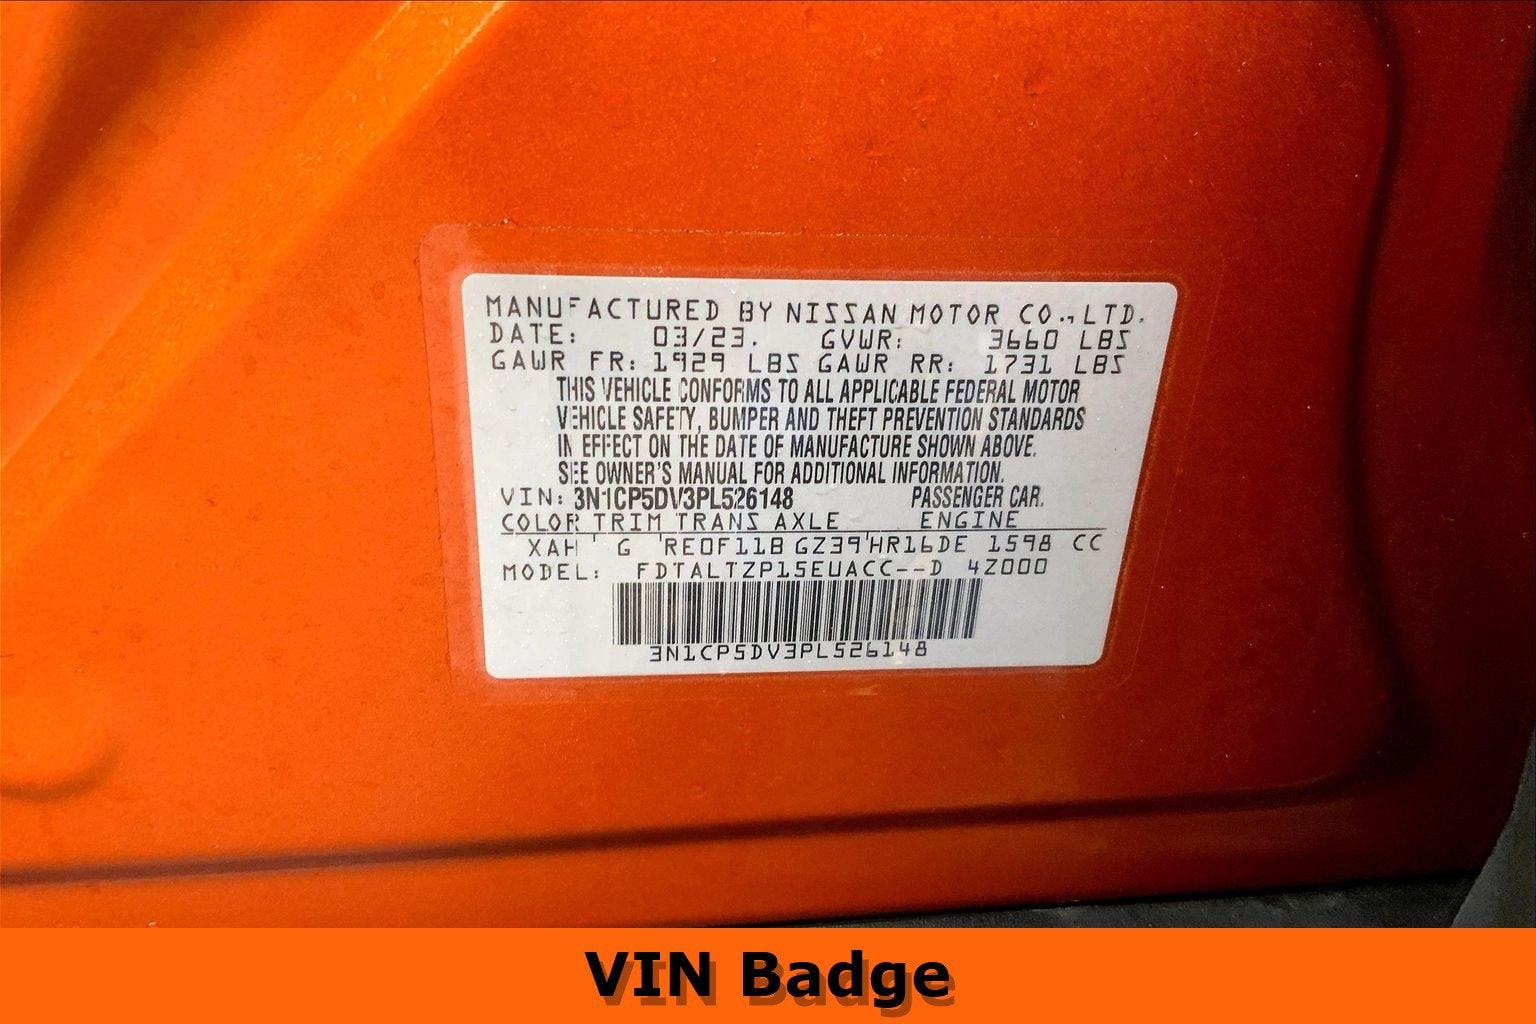 MANUFACTURED BY NISSAN MOTOR CO., LTD.
DATE: 03/23. GVWR: 3660 LBS
GAWR FR: 1929 LBS GAWR RR: 1731 LBS
THIS VEHICLE CONFORMS TO ALL APPLICABLE FEDERAL MOTOR
VEHICLE SAFETY, BUMPER AND THEFT PREVENTION STANDARDS
IN EFFECT ON THE DATE OF MANUFACTURE SHOWN ABOVE.
SEE OWNER'S MANUAL FOR ADDITIONAL INFORMATION.
VIN: 3N1CP5DV3PL526148 PASSENGER CAR.
COLOR TRIM TRANS AXLE ENGINE
XAH G RE0F11B GZ39 HR16DE 1598 CC
MODEL: FDTALTZP15EUACC--D 4Z000
3N1CP5DV3PL526148
VIN Badge